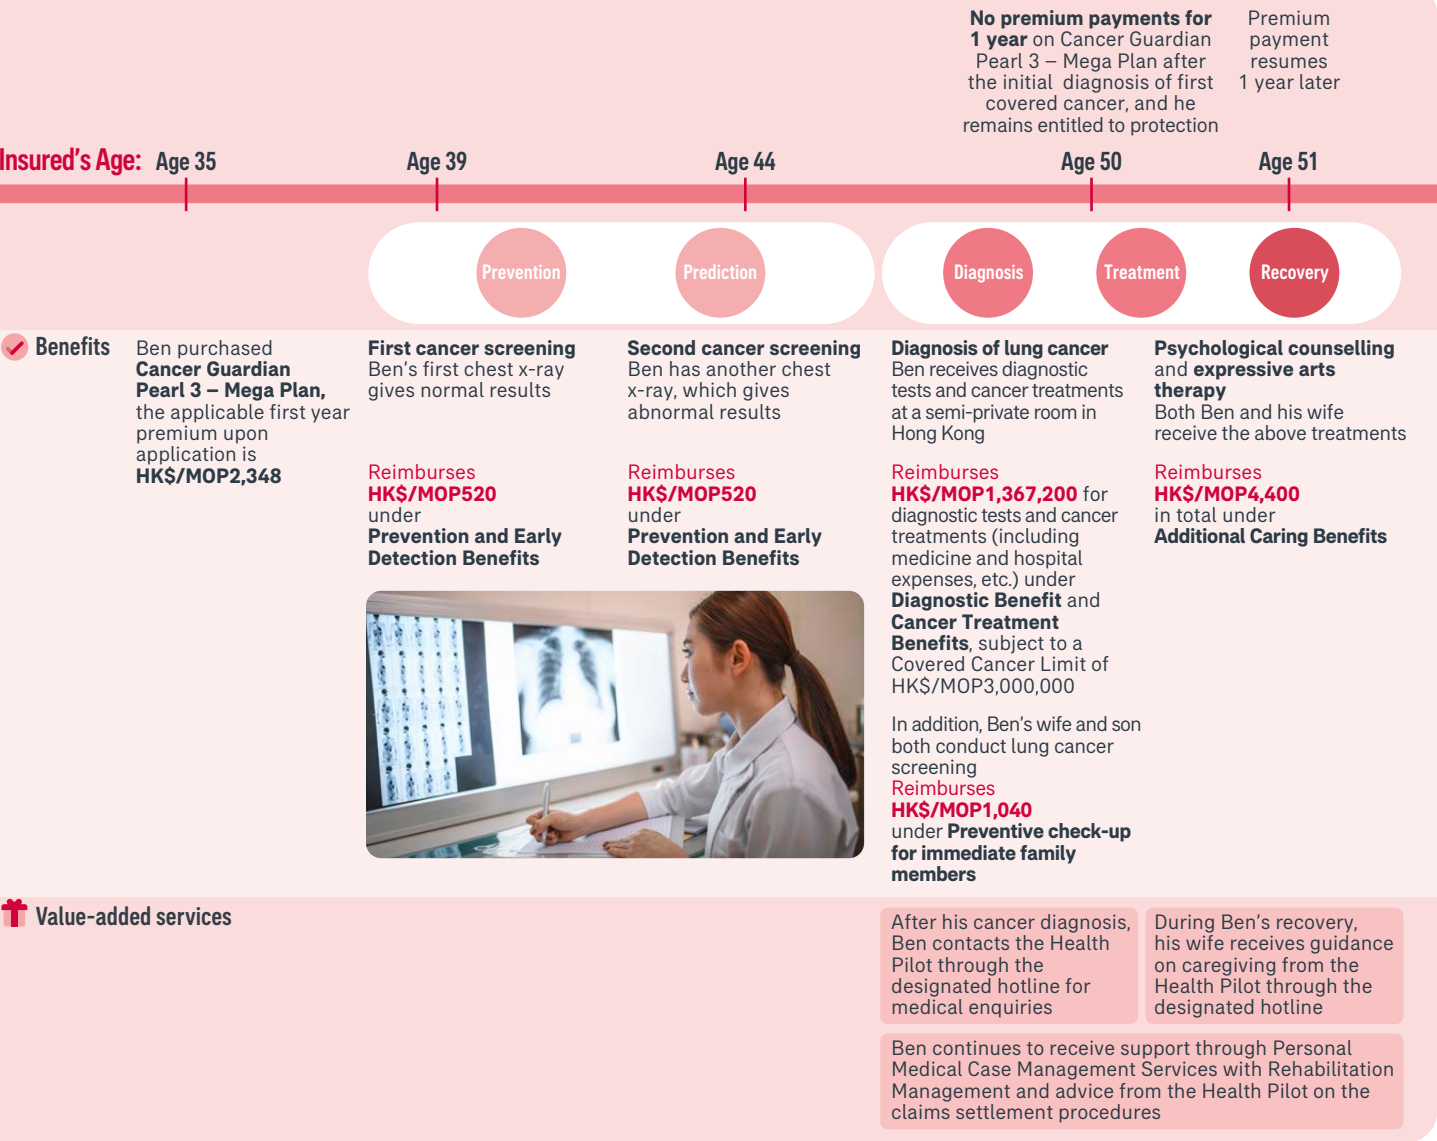 No premium payments for
1 year on Cancer Guardian
Pearl 3 – Mega Plan after
the initial diagnosis of first
covered cancer, and he
remains entitled to protection
Premium
payment
resumes
1 year later
Insured's Age:
Age 35
Age 39
Age 44
Age 50
Age 51
Prevention
Prediction
Diagnosis
Treatment
Recovery
Benefits
Ben purchased
Cancer Guardian
Pearl 3 – Mega Plan,
the applicable first year
premium upon
application is
HK$/MOP2,348
First cancer screening
Ben's first chest x-ray
gives normal results
Reimburses
HK$/MOP520
under
Prevention and Early
Detection Benefits
Second cancer screening
Ben has another chest
x-ray, which gives
abnormal results
Reimburses
HK$/MOP520
under
Prevention and Early
Detection Benefits
Diagnosis of lung cancer
Ben receives diagnostic
tests and cancer treatments
at a semi-private room in
Hong Kong
Reimburses
HK$/MOP1,367,200 for
diagnostic tests and cancer
treatments (including
medicine and hospital
expenses, etc.) under
Diagnostic Benefit and
Cancer Treatment
Benefits, subject to a
Covered Cancer Limit of
HK$/MOP3,000,000
In addition, Ben's wife and son
both conduct lung cancer
screening
Reimburses
HK$/MOP1,040
under Preventive check-up
for immediate family
members
Psychological counselling
and expressive arts
therapy
Both Ben and his wife
receive the above treatments
Reimburses
HK$/MOP4,400
in total under
Additional Caring Benefits
Value-added services
After his cancer diagnosis,
Ben contacts the Health
Pilot through the
designated hotline for
medical enquiries
During Ben's recovery,
his wife receives guidance
on caregiving from the
Health Pilot through the
designated hotline
Ben continues to receive support through Personal
Medical Case Management Services with Rehabilitation
Management and advice from the Health Pilot on the
claims settlement procedures